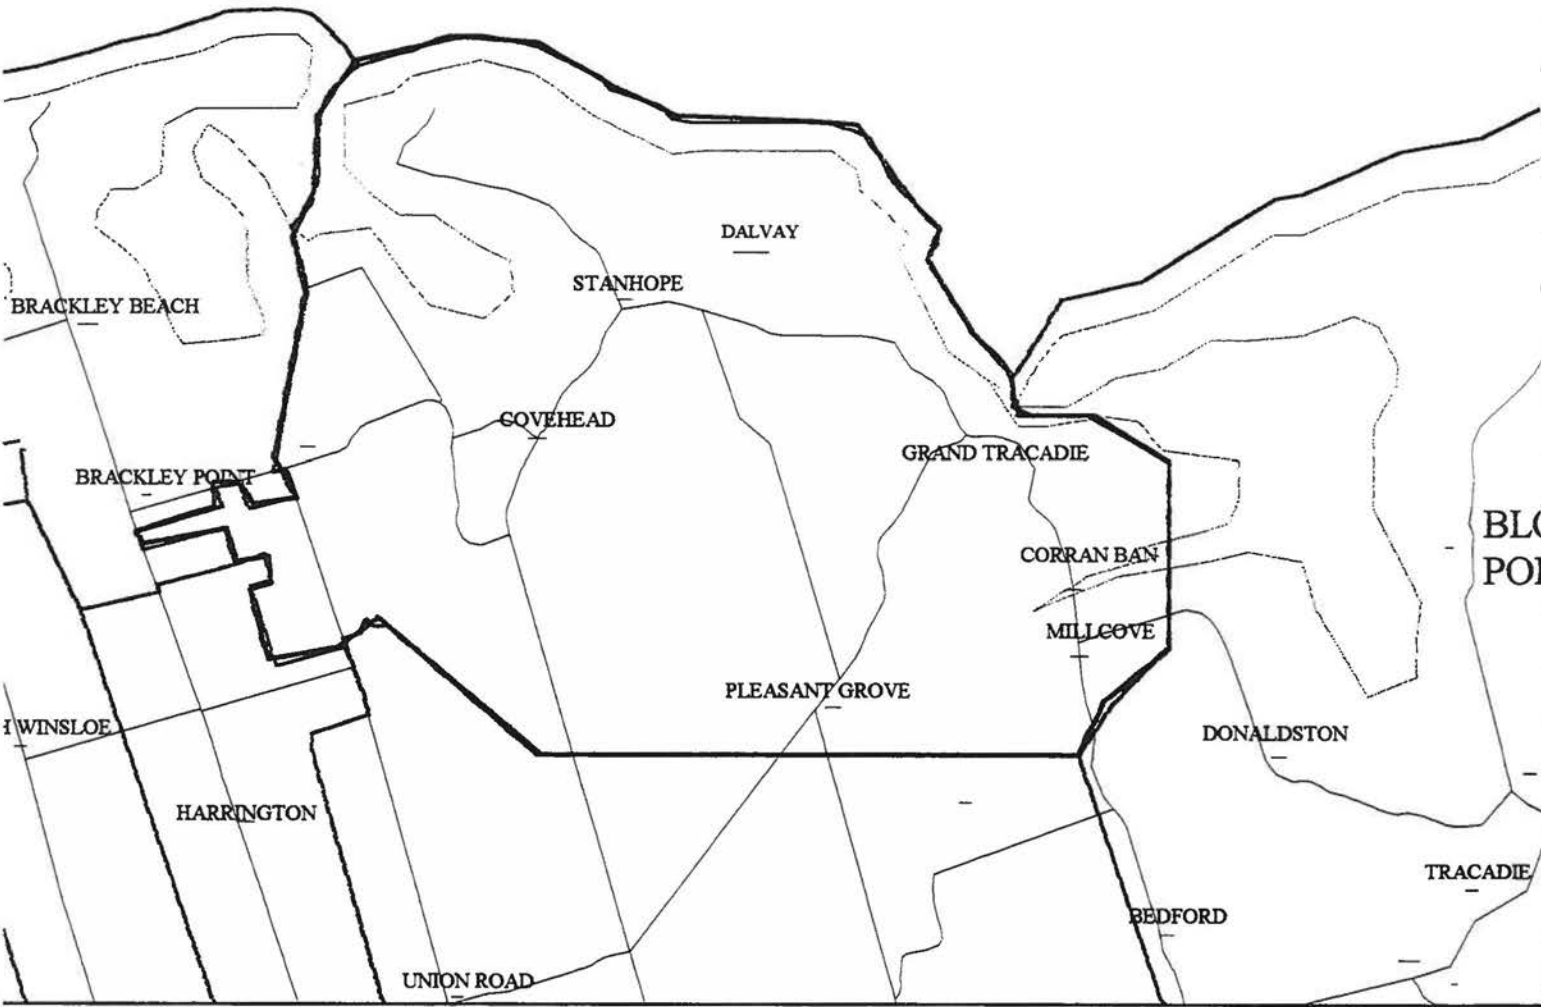 DALVAY
STANHOPE
BRACKLEY BEACH
COVEHEAD
GRAND TRACADIE
BRACKLEY POINT
CORRAN BAN
MILLCOVE
PLEASANT GROVE
WINSLOE
DONALDSTON
HARRINGTON
TRACADIE
BEDFORD
UNION ROAD